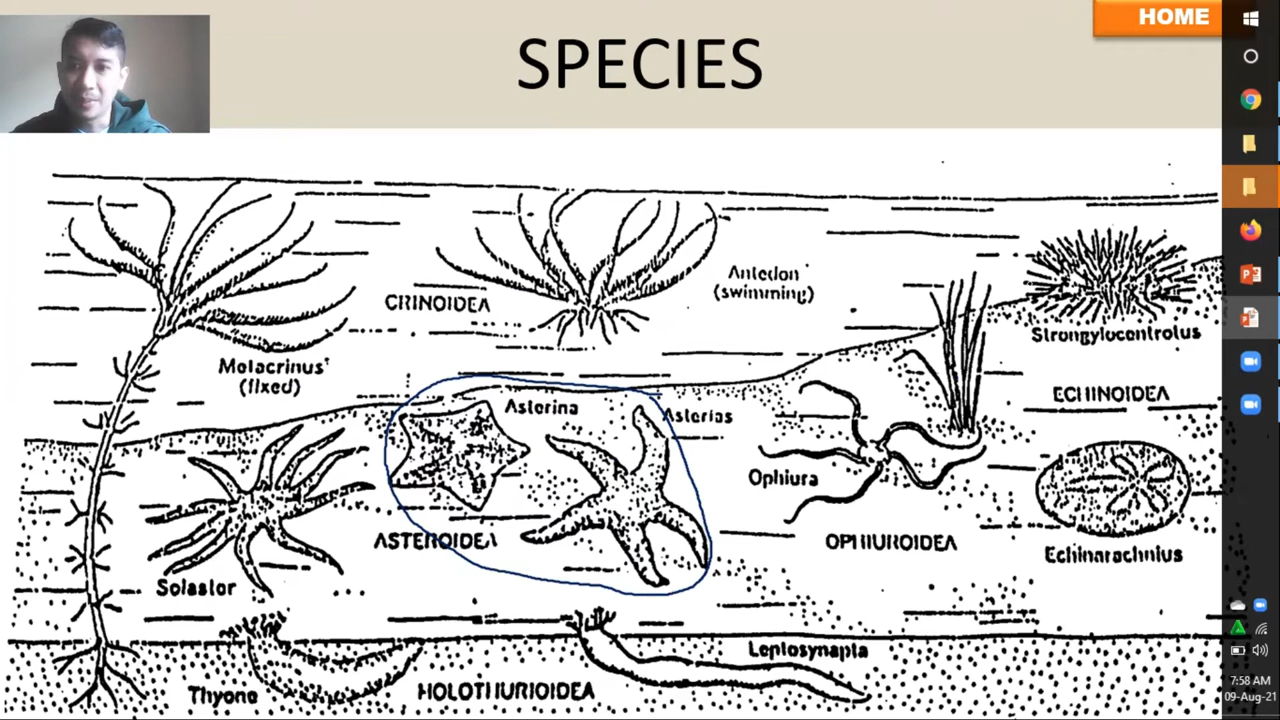 HOME
SPECIES
CRINOIDEA
Antedon
(swimming)
Strongylocentrotus
Melacrinus
(fixed)
ECHINOIDEA
Asterina
Asterias
Ophiura
ASTEROIDEA
OPHIUROIDEA
Echinarachnius
Solaster
Leptosynapta
Thyone
HOLOTHURIOIDEA
7:58 AM
09-Aug-21